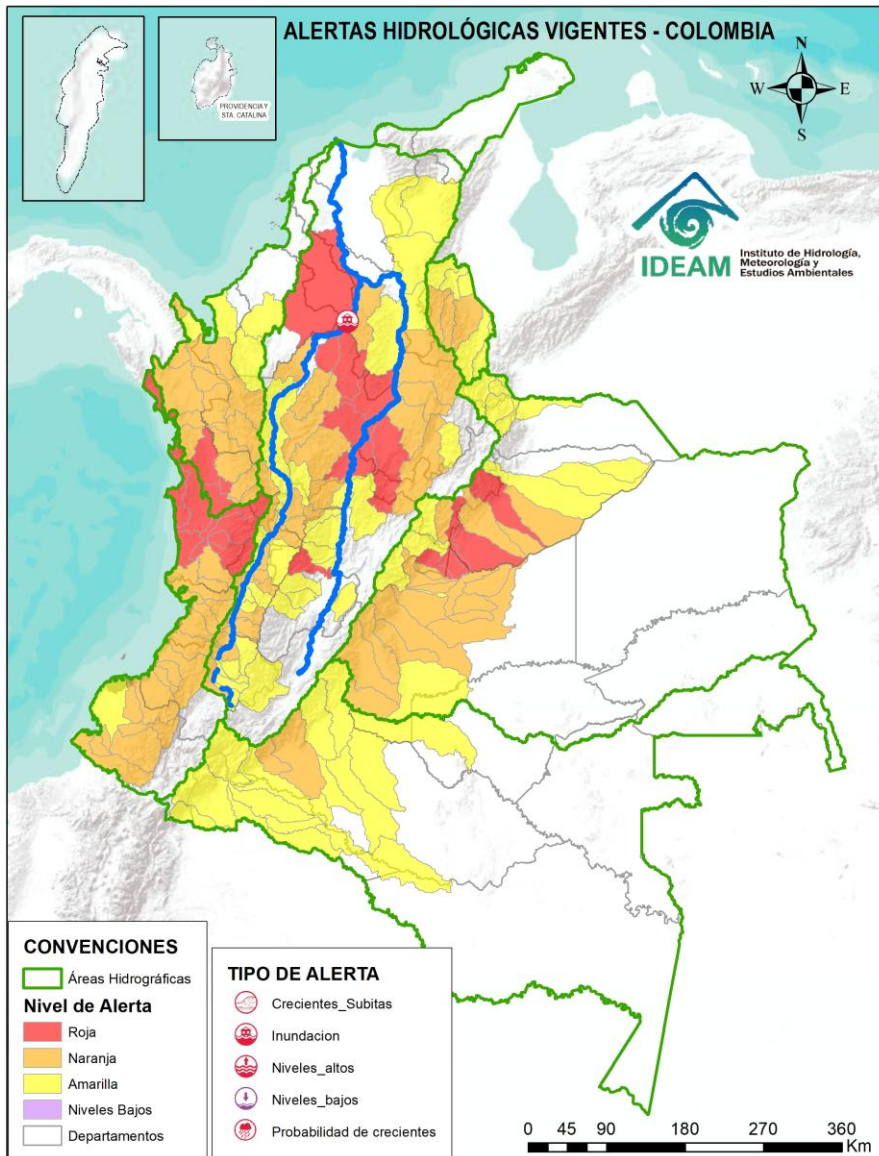 ALERTAS HIDROLÓGICAS VIGENTES - COLOMBIA
PROVIDENCIA Y
STA. CATALINA
N
W
E
S
IDEAM
Instituto de Hidrología,
Meteorología y
Estudios Ambientales
CONVENCIONES
Áreas Hidrográficas
Nivel de Alerta
Roja
Naranja
Amarilla
Niveles Bajos
Departamentos
TIPO DE ALERTA
Crecientes_Subitas
Inundacion
Niveles_altos
Niveles_bajos
Probabilidad de crecientes
0 45 90 180 270 360
Km